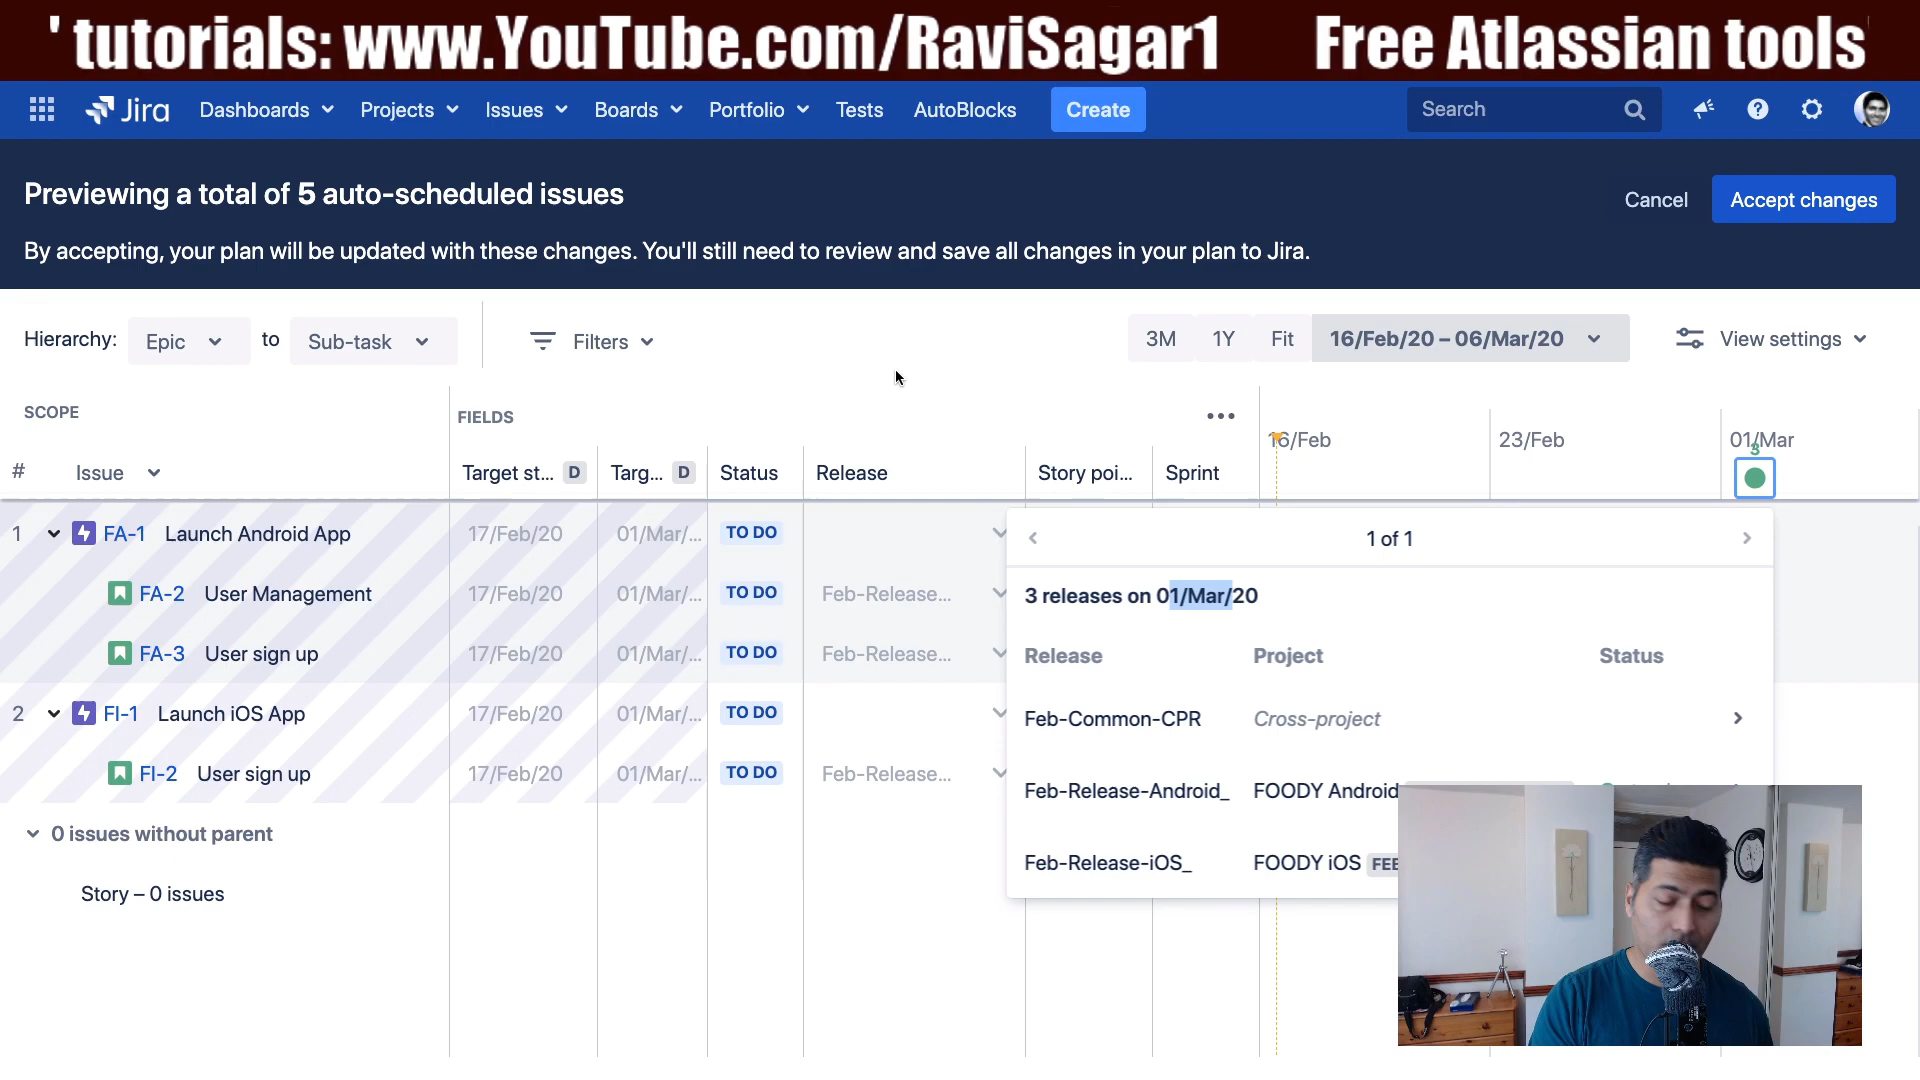 ' tutorials: www.YouTube.com/RaviSagar1 Free Atlassian tools
Jira Dashboards Projects Issues Boards Portfolio Tests AutoBlocks Create Search
Previewing a total of 5 auto-scheduled issues
Cancel Accept changes
By accepting, your plan will be updated with these changes. You'll still need to review and save all changes in your plan to Jira.
Hierarchy: Epic to Sub-task Filters 3M 1Y Fit 16/Feb/20 – 06/Mar/20 View settings
SCOPE FIELDS
16/Feb 23/Feb 01/Mar
3
# Issue Target st... D Targ... D Status Release Story poi... Sprint
1 FA-1 Launch Android App 17/Feb/20 01/Mar/... TO DO
FA-2 User Management 17/Feb/20 01/Mar/... TO DO Feb-Release...
FA-3 User sign up 17/Feb/20 01/Mar/... TO DO Feb-Release...
2 FI-1 Launch iOS App 17/Feb/20 01/Mar/... TO DO
FI-2 User sign up 17/Feb/20 01/Mar/... TO DO Feb-Release...
0 issues without parent
Story – 0 issues
1 of 1
3 releases on 01/Mar/20
Release Project Status
Feb-Common-CPR Cross-project
Feb-Release-Android_ FOODY Android
Feb-Release-iOS_ FOODY iOS